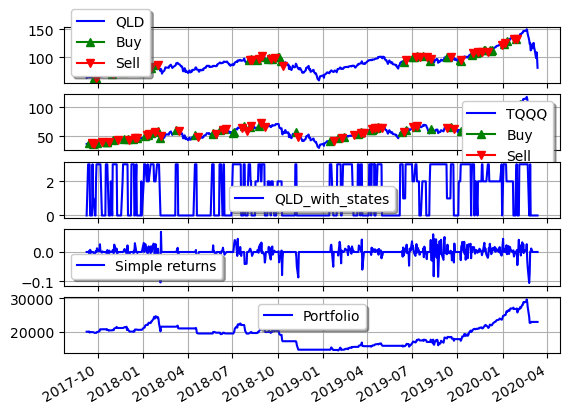 150
100
QLD
Buy
Sell
100
50
TQQQ
Buy
Sell
2
0
QLD_with_states
0.0
−0.1
Simple returns
30000
20000
Portfolio
2017-10
2018-01
2018-04
2018-07
2018-10
2019-01
2019-04
2019-07
2019-10
2020-01
2020-04